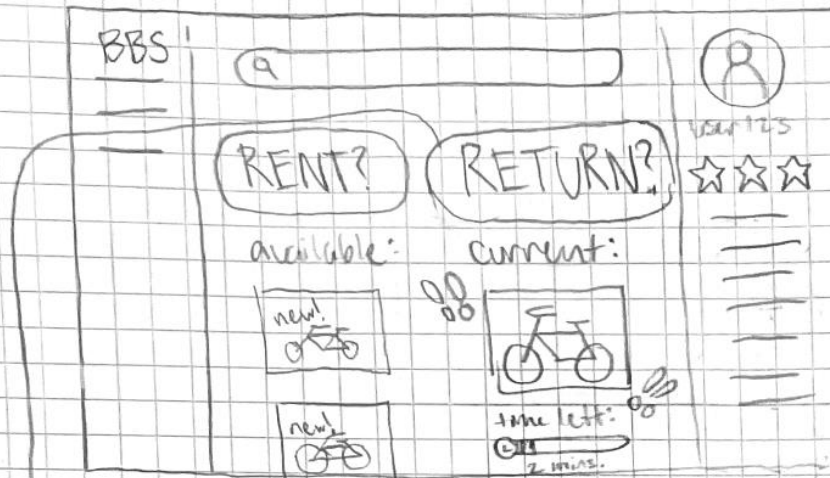 BBS
user123
RENT?
RETURN?
available:
current:
new!
new!
time left:
2 mins.